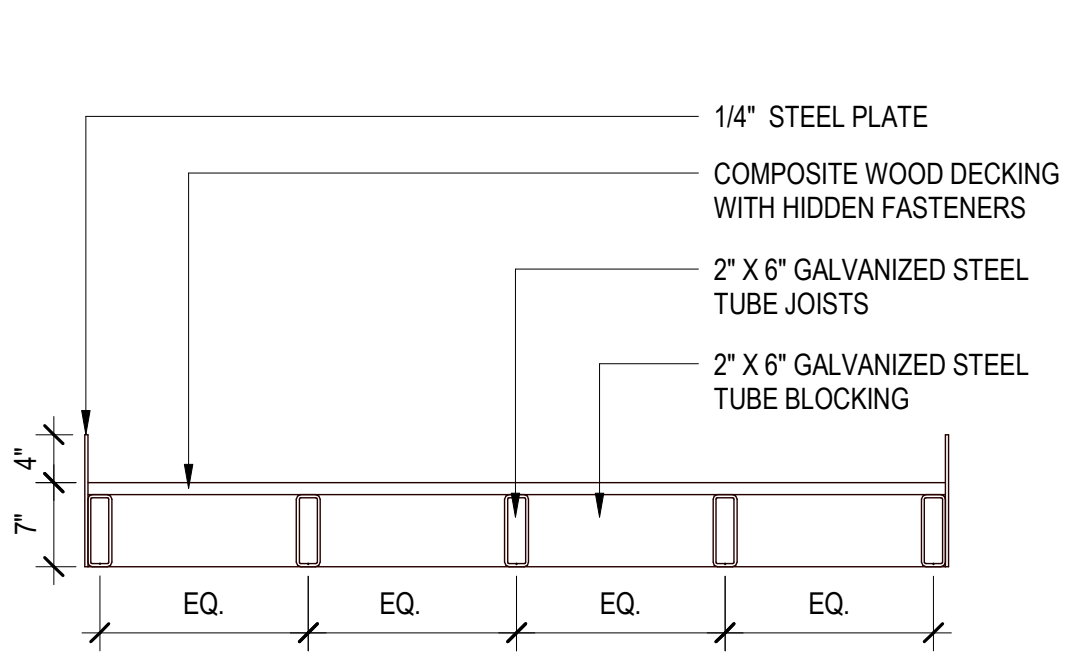 1/4" STEEL PLATE
COMPOSITE WOOD DECKING
WITH HIDDEN FASTENERS
2" X 6" GALVANIZED STEEL
TUBE JOISTS
2" X 6" GALVANIZED STEEL
TUBE BLOCKING
4"
7"
EQ.
EQ.
EQ.
EQ.